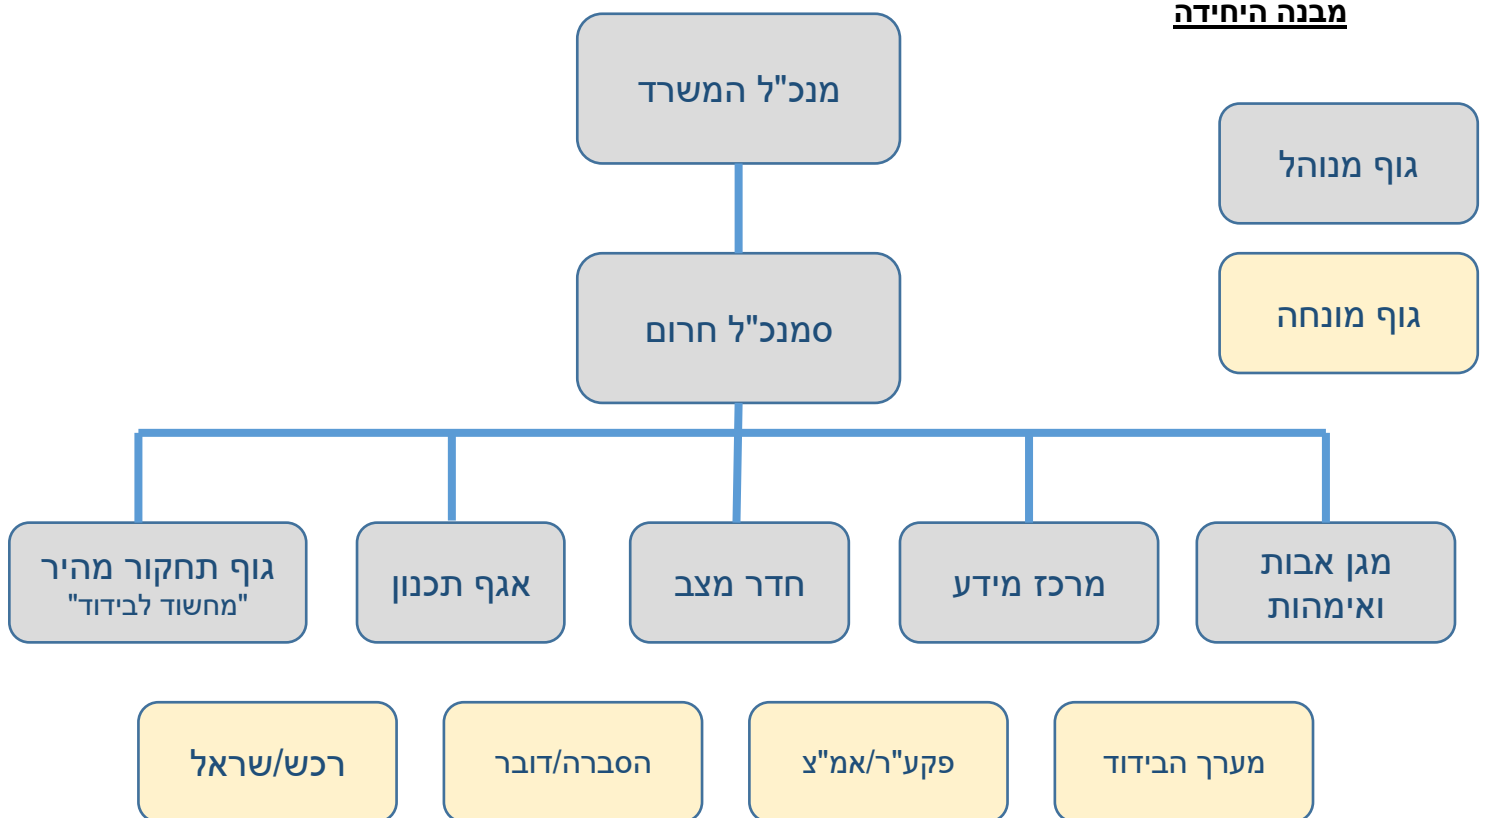 מבנה היחידה
מנכ"ל המשרד
גוף מנוהל
גוף מונחה
סמנכ"ל חרום
מגן אבות
ואימהות
מרכז מידע
חדר מצב
אגף תכנון
גוף תחקור מהיר
"מחשוד לבידוד"
מערך הבידוד
פקע"ר/אמ"צ
הסברה/דובר
רכש/שראל